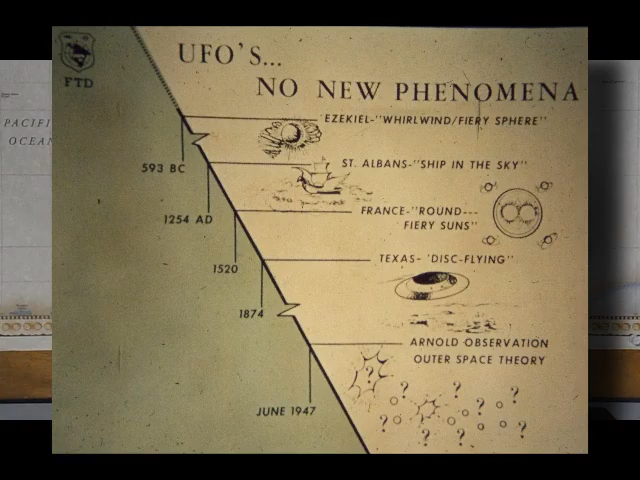 FTD
UFO'S...
NO NEW PHENOMENA
PACIFI
OCEAN
EZEKIEL-"WHIRLWIND/FIERY SPHERE"
593 BC
ST. ALBANS-"SHIP IN THE SKY"
1254 AD
FRANCE-"ROUND---
FIERY SUNS"
1520
TEXAS-'DISC-FLYING"
1874
ARNOLD OBSERVATION
OUTER SPACE THEORY
JUNE 1947
? ? ? ? ? ? ? ? ? ?